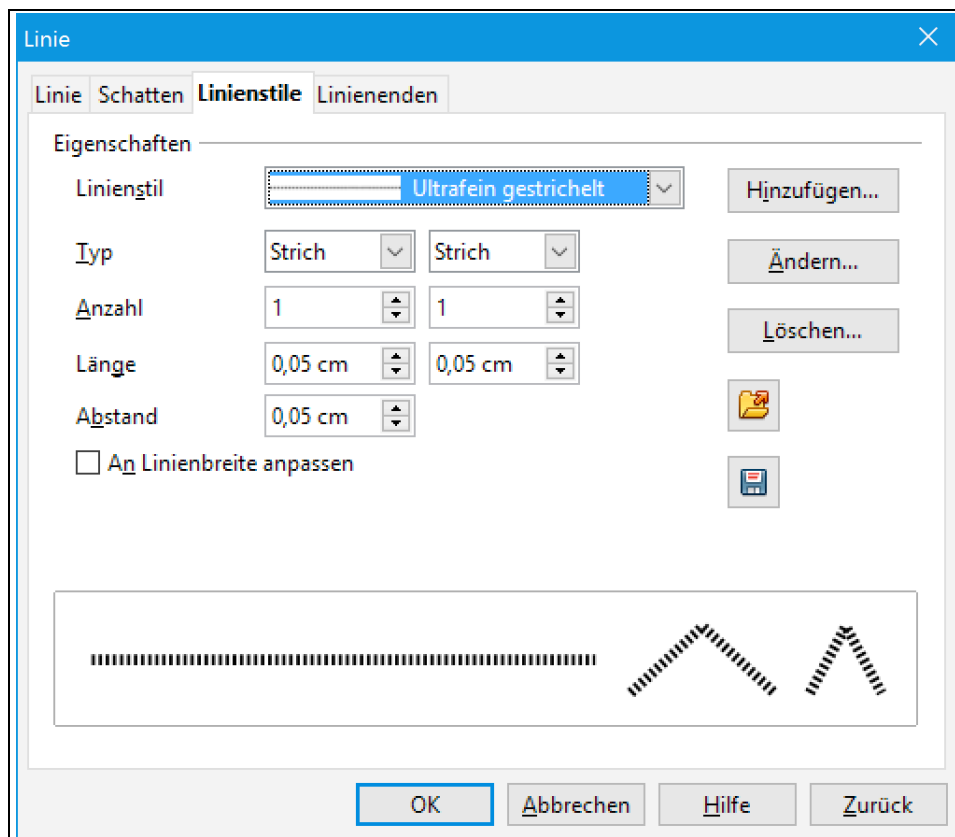 Linie
Linie Schatten Linienstile Linienenden
Eigenschaften
Linienstil Ultrafein gestrichelt Hinzufügen...
Typ Strich Strich Ändern...
Anzahl 1 1
Löschen...
Länge 0,05 cm 0,05 cm
Abstand 0,05 cm
An Linienbreite anpassen
OK Abbrechen Hilfe Zurück